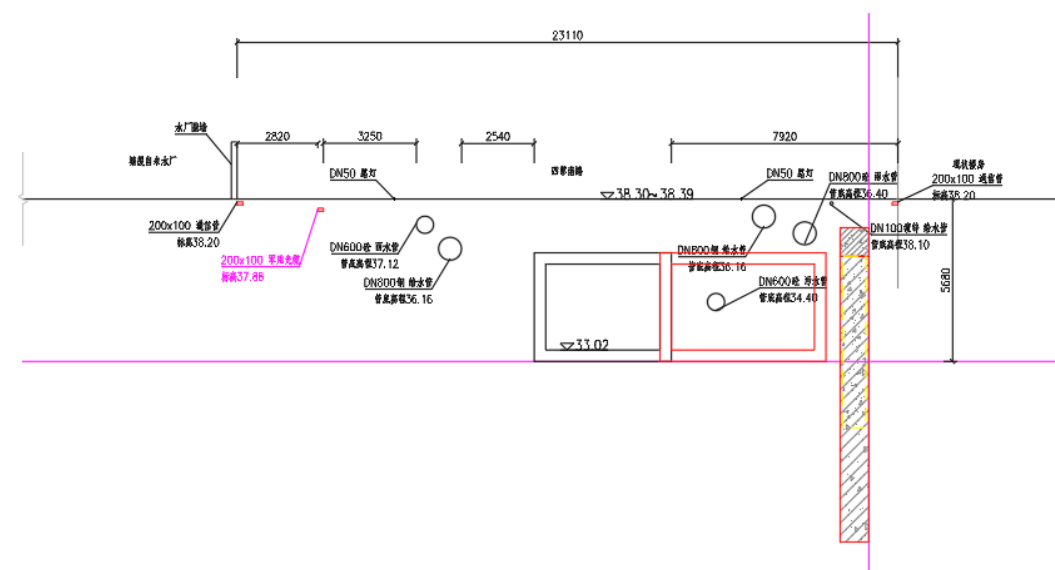 23110
2820
3250
2540
7920
水厂围墙
自来水厂
DN50 路灯
四季南路
38.30~38.39
DN50 路灯
DN800砼 雨水管
管底高程36.40
现状楼房
200x100 通信管
标高38.20
200x100 通信管
标高38.20
200x100 军用光缆
标高37.88
DN600砼 雨水管
管底高程37.12
DN800钢 给水管
管底高程36.16
DN800钢 给水管
管底高程36.16
DN100镀锌 给水管
管底高程38.10
DN600砼 污水管
管底高程34.40
33.02
5680